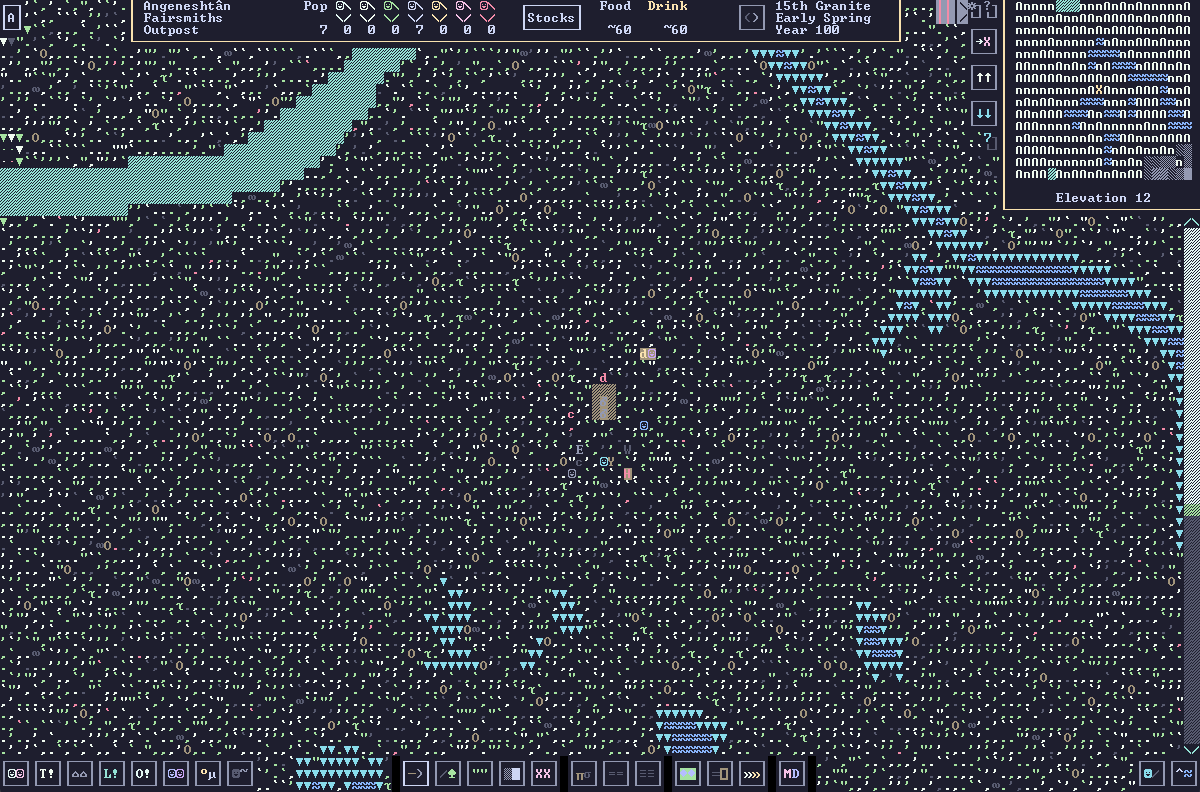 A
Angeneshtân
Fairsmiths
Outpost
Pop
7 0 0 0 7 0 0 0
Stocks
Food Drink
~60 ~60
15th Granite
Early Spring
Year 100
Elevation 12
T! L! O! XX MD